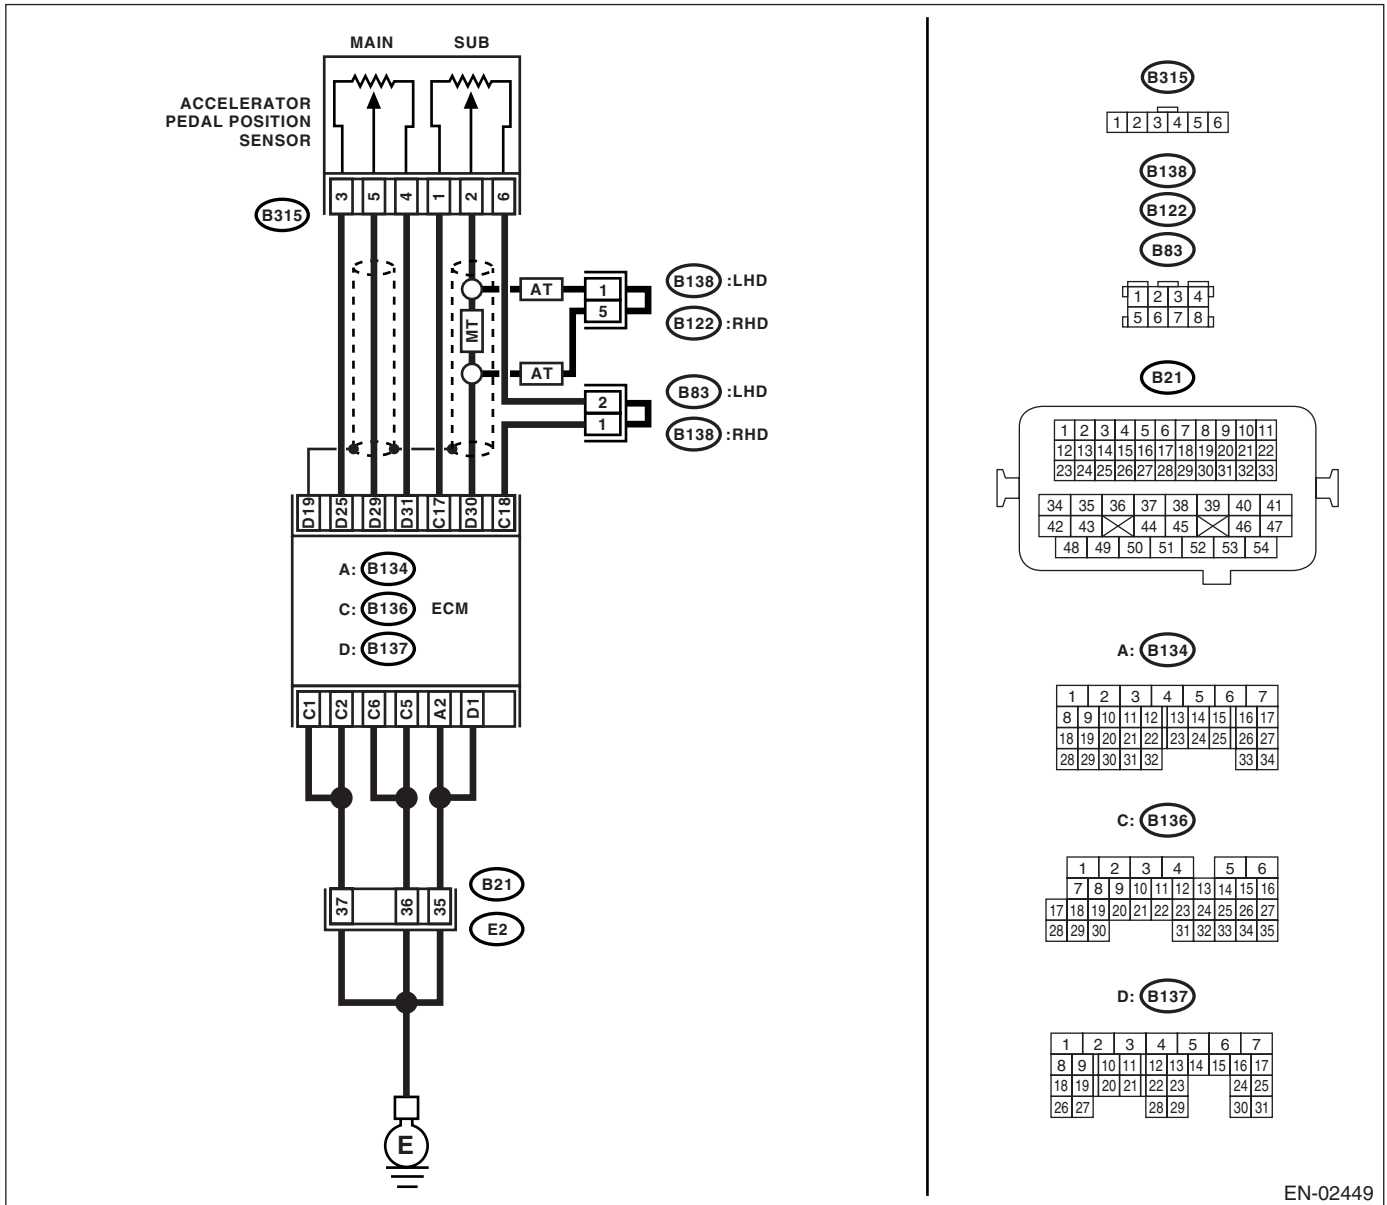 MAIN SUB
ACCELERATOR
PEDAL POSITION
SENSOR
3 5 4 1 2 6
B315
AT 1 B138 :LHD
5
MT B122 :RHD
AT
B83 :LHD
2
1
B138 :RHD
D19 D25 D29 D31 C17 D30 C18
A: B134
C: B136 ECM
D: B137
C1 C2 C6 C5 A2 D1
37 36 35
B21
E2
E
B315
1 2 3 4 5 6
B138
B122
B83
1 2 3 4
5 6 7 8
B21
1 2 3 4 5 6 7 8 9 10 11
12 13 14 15 16 17 18 19 20 21 22
23 24 25 26 27 28 29 30 31 32 33
34 35 36 37 38 39 40 41
42 43 44 45 46 47
48 49 50 51 52 53 54
A: B134
1 2 3 4 5 6 7
8 9 10 11 12 13 14 15 16 17
18 19 20 21 22 23 24 25 26 27
28 29 30 31 32 33 34
C: B136
1 2 3 4 5 6
7 8 9 10 11 12 13 14 15 16
17 18 19 20 21 22 23 24 25 26 27
28 29 30 31 32 33 34 35
D: B137
1 2 3 4 5 6 7
8 9 10 11 12 13 14 15 16 17
18 19 20 21 22 23 24 25
26 27 28 29 30 31
EN-02449